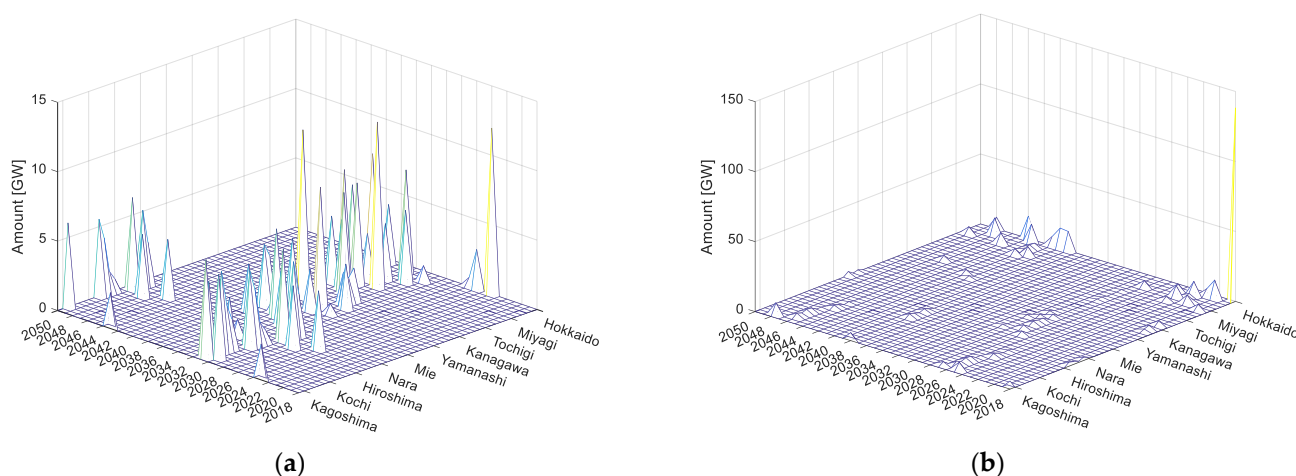 15
10
5
0
Amount [GW]
2050
2048
2046
2044
2042
2040
2038
2036
2034
2032
2030
2028
2026
2024
2022
2020
2018
Hokkaido
Miyagi
Tochigi
Kanagawa
Yamanashi
Mie
Nara
Hiroshima
Kochi
Kagoshima
(a)
150
100
50
0
Amount [GW]
2050
2048
2046
2044
2042
2040
2038
2036
2034
2032
2030
2028
2026
2024
2022
2020
2018
Hokkaido
Miyagi
Tochigi
Kanagawa
Yamanashi
Mie
Nara
Hiroshima
Kochi
Kagoshima
(b)